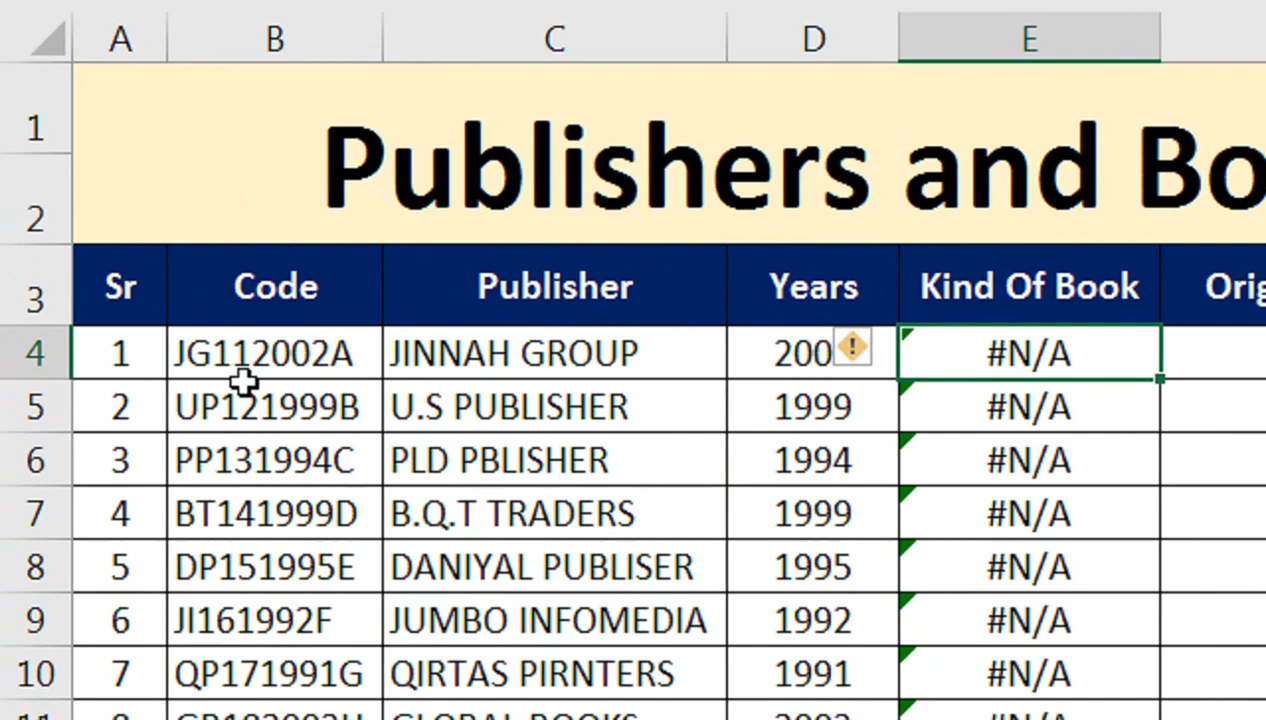 A B C D E
1 Publishers and Bo
2
3 Sr Code Publisher Years Kind Of Book Orig
4 1 JG112002A JINNAH GROUP 200 ! #N/A
5 2 UP121999B U.S PUBLISHER 1999 #N/A
6 3 PP131994C PLD PBLISHER 1994 #N/A
7 4 BT141999D B.Q.T TRADERS 1999 #N/A
8 5 DP151995E DANIYAL PUBLISER 1995 #N/A
9 6 JI161992F JUMBO INFOMEDIA 1992 #N/A
10 7 QP171991G QIRTAS PIRNTERS 1991 #N/A